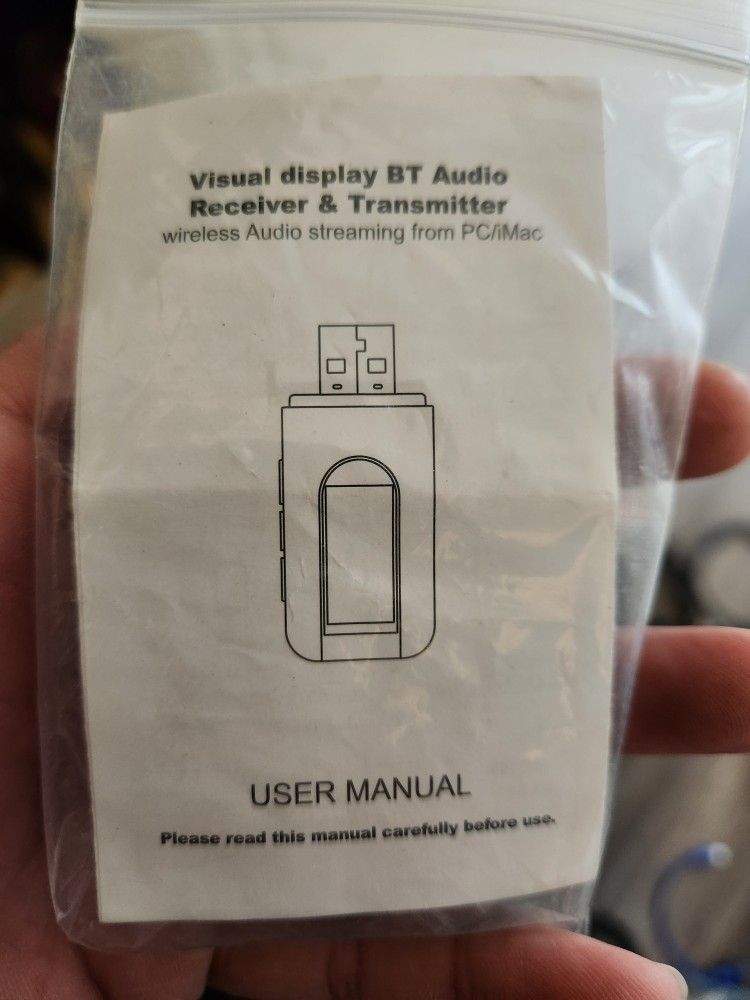 Visual display BT Audio
Receiver & Transmitter
wireless Audio streaming from PC/iMac
USER MANUAL
Please read this manual carefully before use.